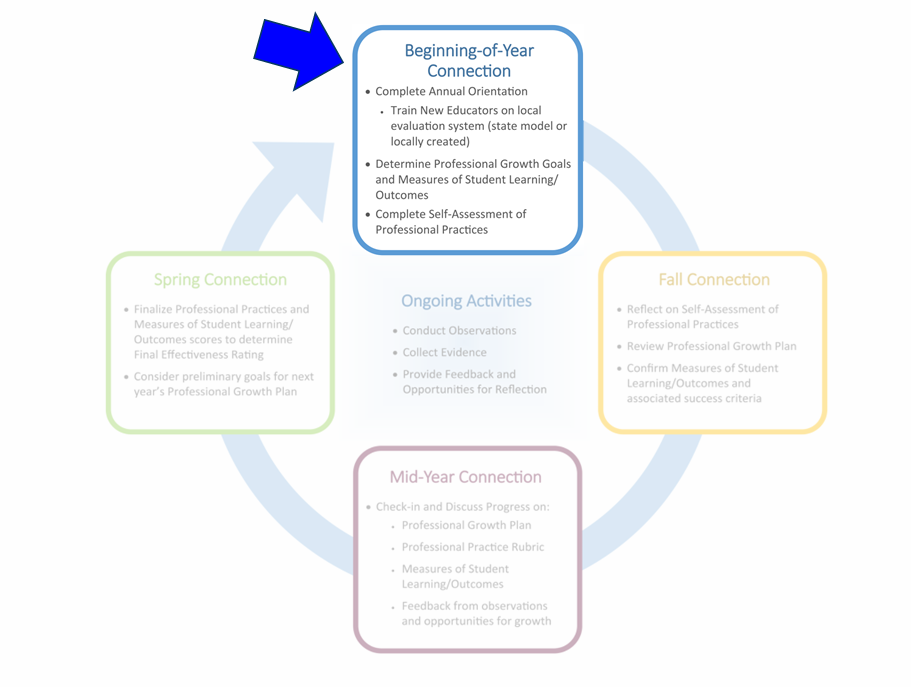 Beginning-of-Year
Connection
• Complete Annual Orientation
• Train New Educators on local
evaluation system (state model or
locally created)
• Determine Professional Growth Goals
and Measures of Student Learning/
Outcomes
• Complete Self-Assessment of
Professional Practices
Fall Connection
• Reflect on Self-Assessment of
Professional Practices
• Review Professional Growth Plan
• Confirm Measures of Student
Learning/Outcomes and
associated success criteria
Mid-Year Connection
• Check-in and Discuss Progress on:
• Professional Growth Plan
• Professional Practice Rubric
• Measures of Student
Learning/Outcomes
• Feedback from observations
and opportunities for growth
Spring Connection
• Finalize Professional Practices and
Measures of Student Learning/
Outcomes scores to determine
Final Effectiveness Rating
• Consider preliminary goals for next
year's Professional Growth Plan
Ongoing Activities
• Conduct Observations
• Collect Evidence
• Provide Feedback and
Opportunities for Reflection